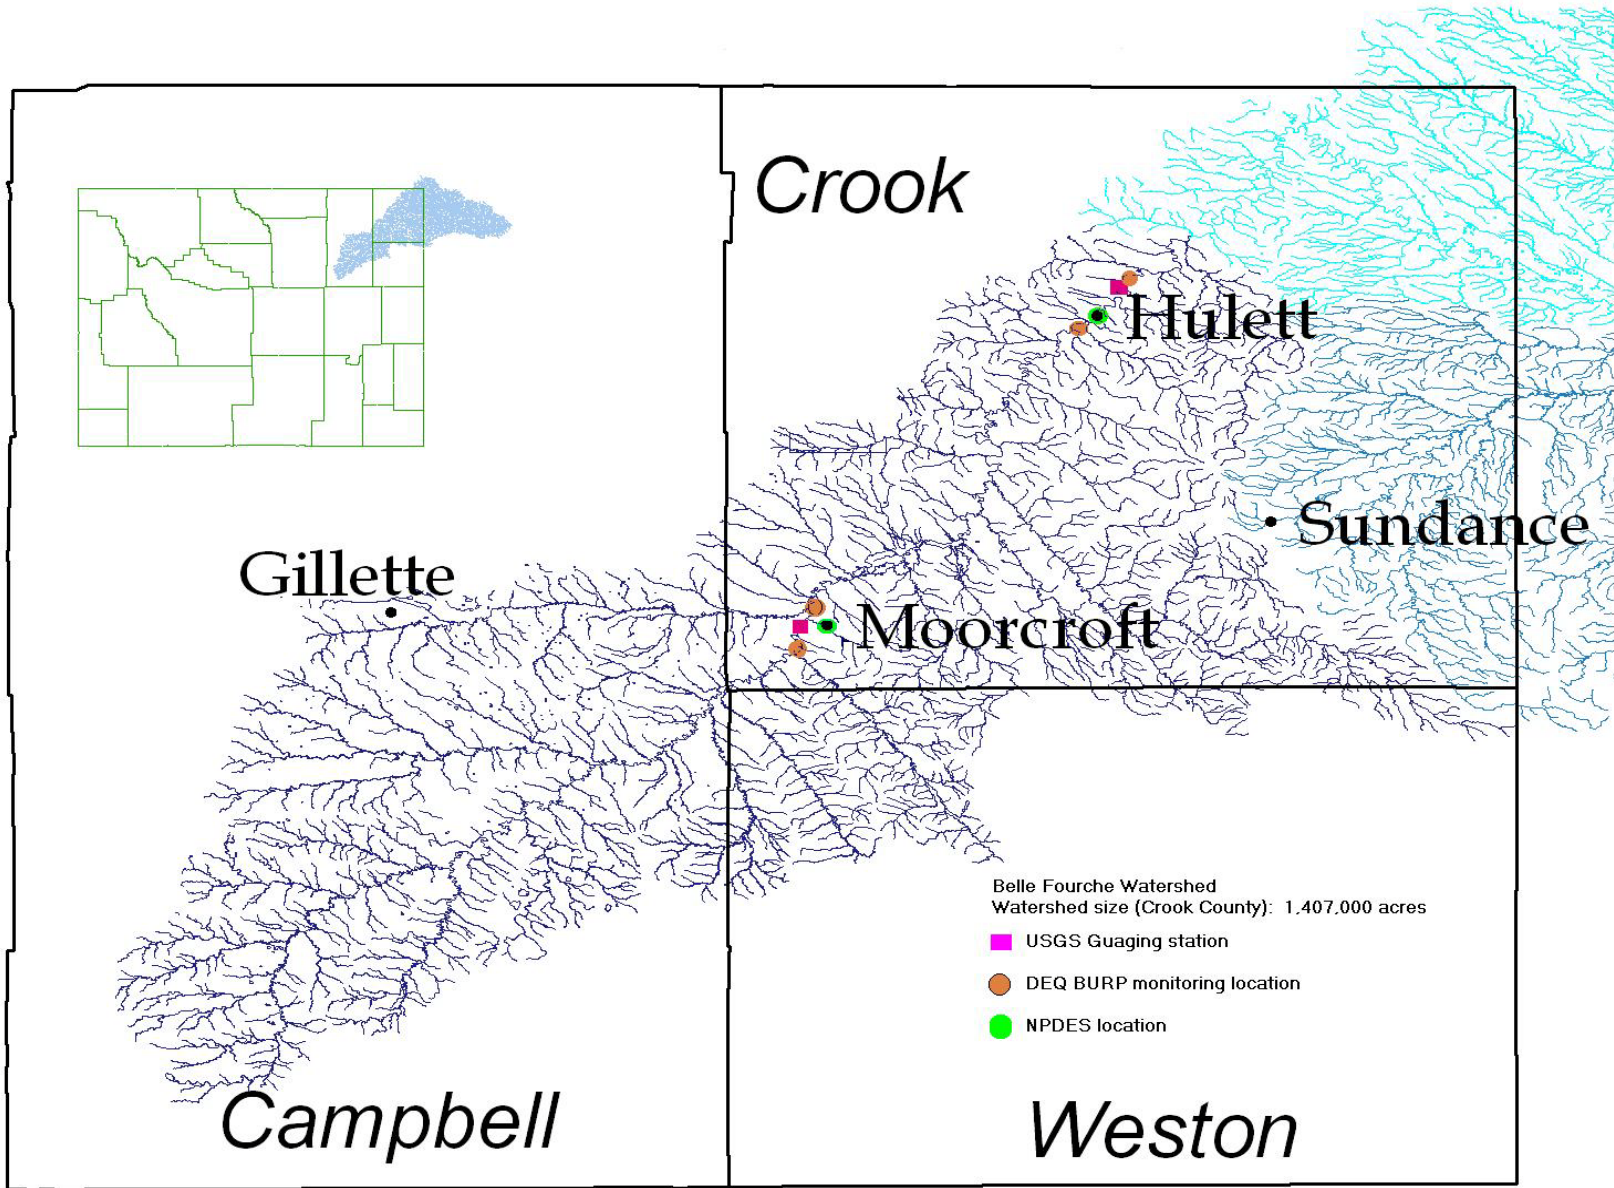 Crook
Hulett
Sundance
Gillette
Moorcroft
Belle Fourche Watershed
Watershed size (Crook County): 1,407,000 acres
USGS Guaging station
DEQ BURP monitoring location
NPDES location
Campbell
Weston